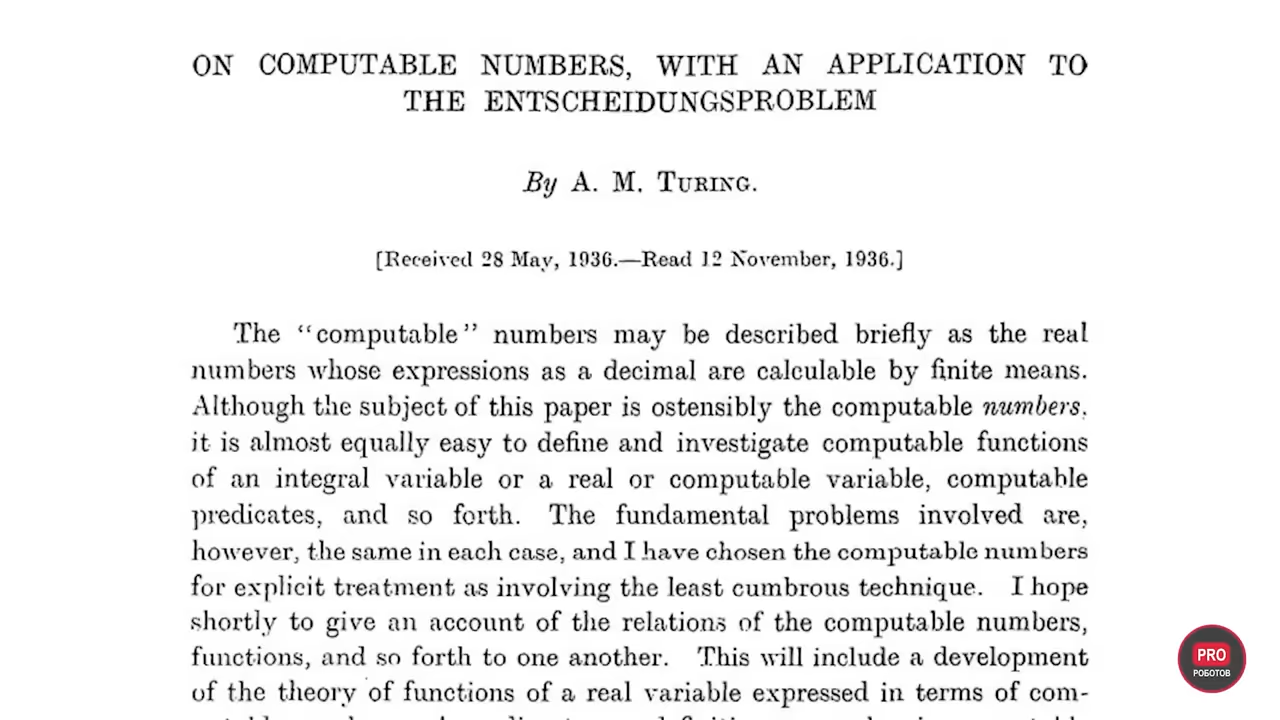 ON COMPUTABLE NUMBERS, WITH AN APPLICATION TO
THE ENTSCHEIDUNGSPROBLEM
By A. M. TURING.
[Received 28 May, 1936.—Read 12 November, 1936.]
The “computable” numbers may be described briefly as the real
numbers whose expressions as a decimal are calculable by finite means.
Although the subject of this paper is ostensibly the computable numbers,
it is almost equally easy to define and investigate computable functions
of an integral variable or a real or computable variable, computable
predicates, and so forth. The fundamental problems involved are,
however, the same in each case, and I have chosen the computable numbers
for explicit treatment as involving the least cumbrous technique. I hope
shortly to give an account of the relations of the computable numbers,
functions, and so forth to one another. This will include a development
of the theory of functions of a real variable expressed in terms of com-
PRO
РОБОТОВ